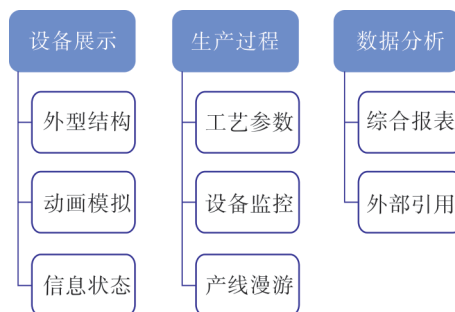 设备展示
外型结构
动画模拟
信息状态
生产过程
工艺参数
设备监控
产线漫游
数据分析
综合报表
外部引用